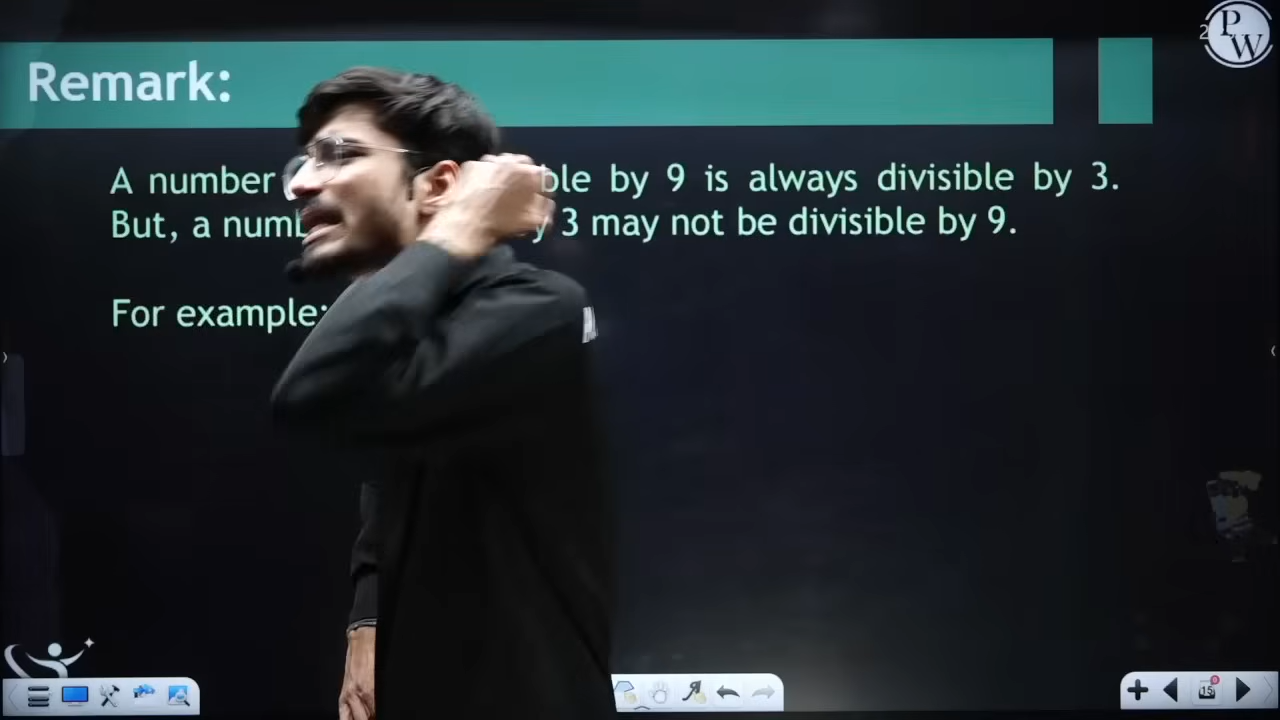 Remark:
A number ble by 9 is always divisible by 3.
But, a numb y 3 may not be divisible by 9.
For example:
PW
15